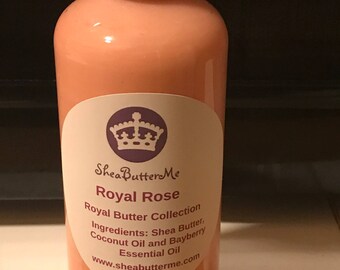 SheaButterMe
Royal Rose
Royal Butter Collection
Ingredients: Shea Butter,
Coconut Oil and Bayberry
Essential Oil
www.sheabutterme.com